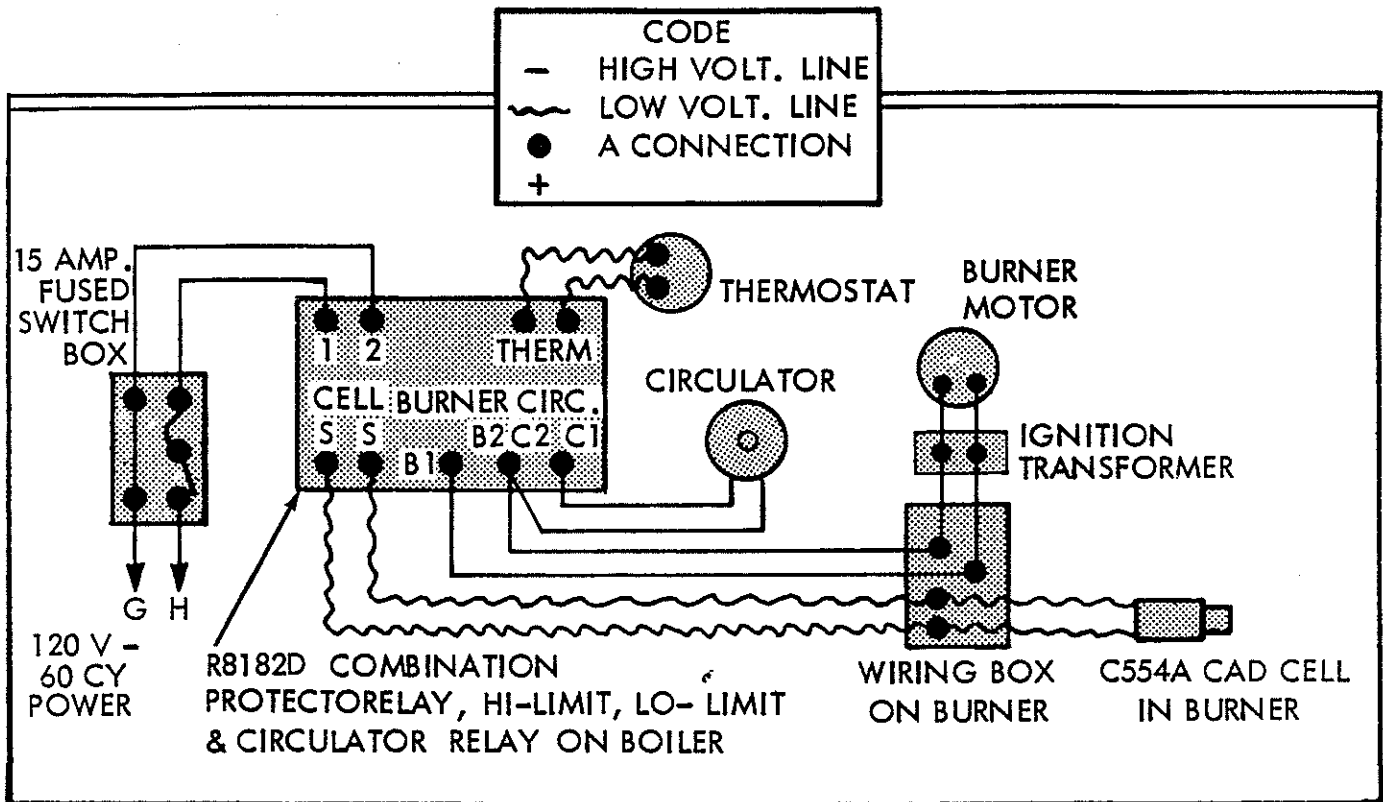 CODE
- HIGH VOLT. LINE
LOW VOLT. LINE
A CONNECTION
+
15 AMP.
FUSED
SWITCH
BOX
THERMOSTAT
BURNER
MOTOR
1 2 THERM
CELL BURNER CIRC.
S S B1 B2 C2 C1
CIRCULATOR
IGNITION
TRANSFORMER
G H
120 V -
60 CY
POWER
R8182D COMBINATION
PROTECTORELAY, HI-LIMIT, LO- LIMIT
& CIRCULATOR RELAY ON BOILER
WIRING BOX
ON BURNER
C554A CAD CELL
IN BURNER